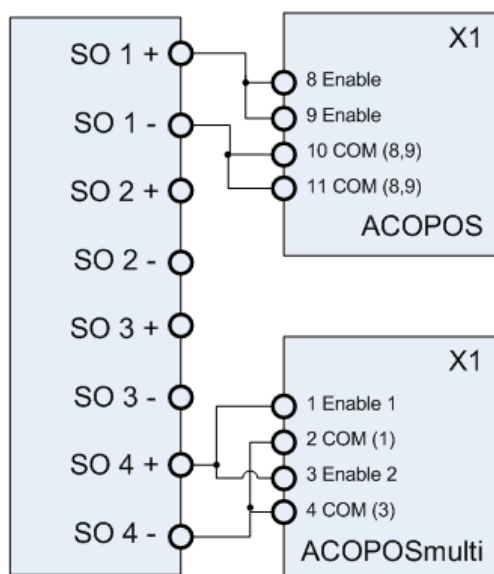 SO 1 +
SO 1 -
SO 2 +
SO 2 -
SO 3 +
SO 3 -
SO 4 +
SO 4 -
X1
8 Enable
9 Enable
10 COM (8,9)
11 COM (8,9)
ACOPOS
X1
1 Enable 1
2 COM (1)
3 Enable 2
4 COM (3)
ACOPOSmulti